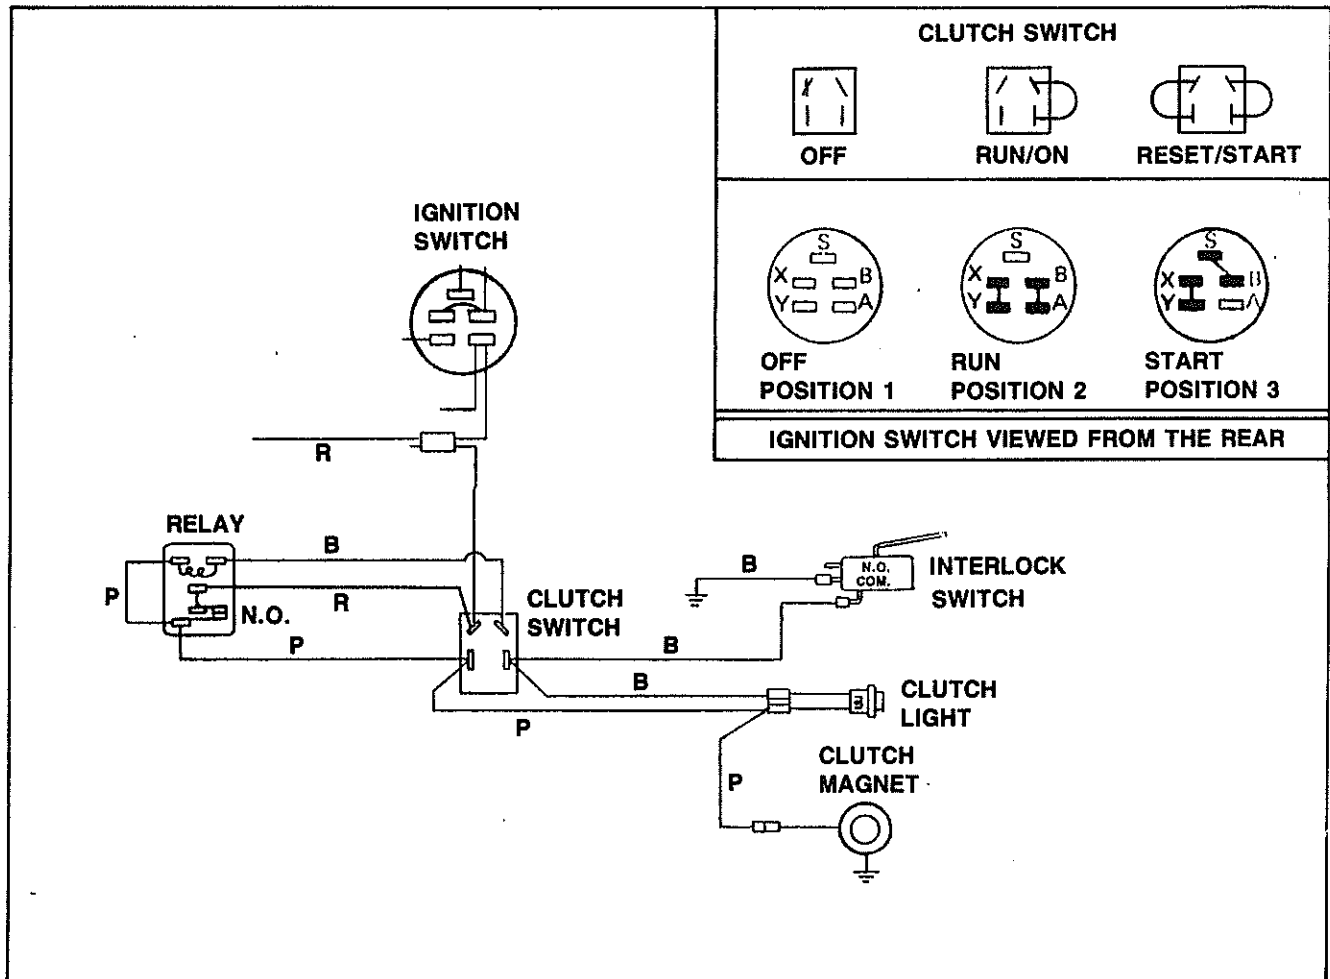 CLUTCH SWITCH
OFF
RUN/ON
RESET/START
IGNITION
SWITCH
S
X
B
Y
A
S
X
B
Y
A
S
X
B
Y
A
OFF
POSITION 1
RUN
POSITION 2
START
POSITION 3
IGNITION SWITCH VIEWED FROM THE REAR
R
RELAY
B
P
R
N.O.
P
CLUTCH
SWITCH
B
N.O.
COM.
INTERLOCK
SWITCH
B
B
P
CLUTCH
LIGHT
CLUTCH
MAGNET
P